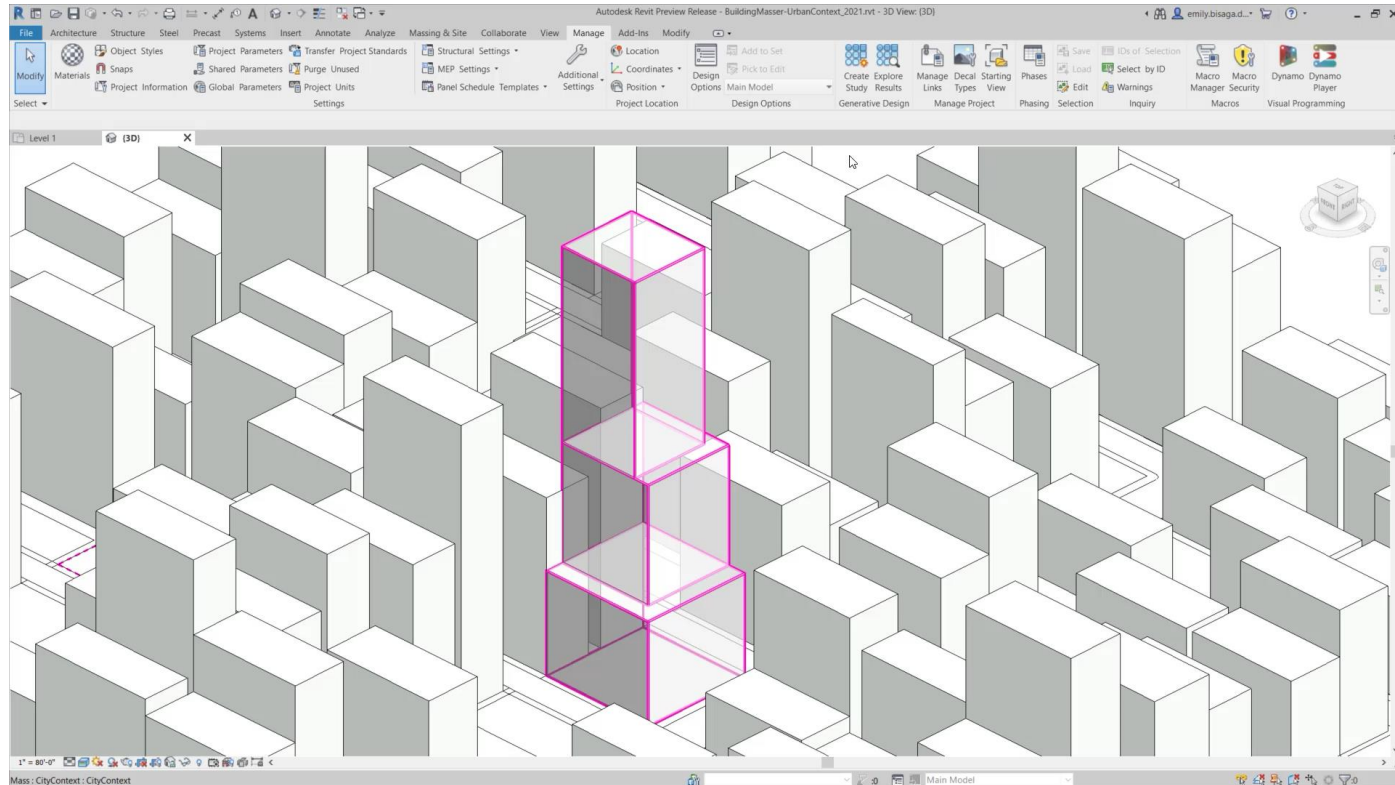 Autodesk Revit Preview Release - BuildingMasser-UrbanContext_2021.rvt - 3D View: {3D}
emily.bisaga.d...
File Architecture Structure Steel Precast Systems Insert Annotate Analyze Massing & Site Collaborate View Manage Add-Ins Modify
Modify
Select
Materials
Object Styles
Snaps
Project Information
Project Parameters
Shared Parameters
Global Parameters
Transfer Project Standards
Purge Unused
Project Units
Structural Settings
MEP Settings
Panel Schedule Templates
Additional Settings
Settings
Location
Coordinates
Position
Project Location
Design Options
Add to Set
Pick to Edit
Main Model
Design Options
Create Study
Explore Results
Generative Design
Manage Links
Decal Types
Starting View
Manage Project
Phases
Phasing
Save
Load
Edit
Selection
IDs of Selection
Select by ID
Warnings
Inquiry
Macro Manager
Macro Security
Macros
Dynamo
Dynamo Player
Visual Programming
Level 1
{3D}
TOP
FRONT
RIGHT
1" = 80'-0"
Mass : CityContext : CityContext
:0
Main Model
:0